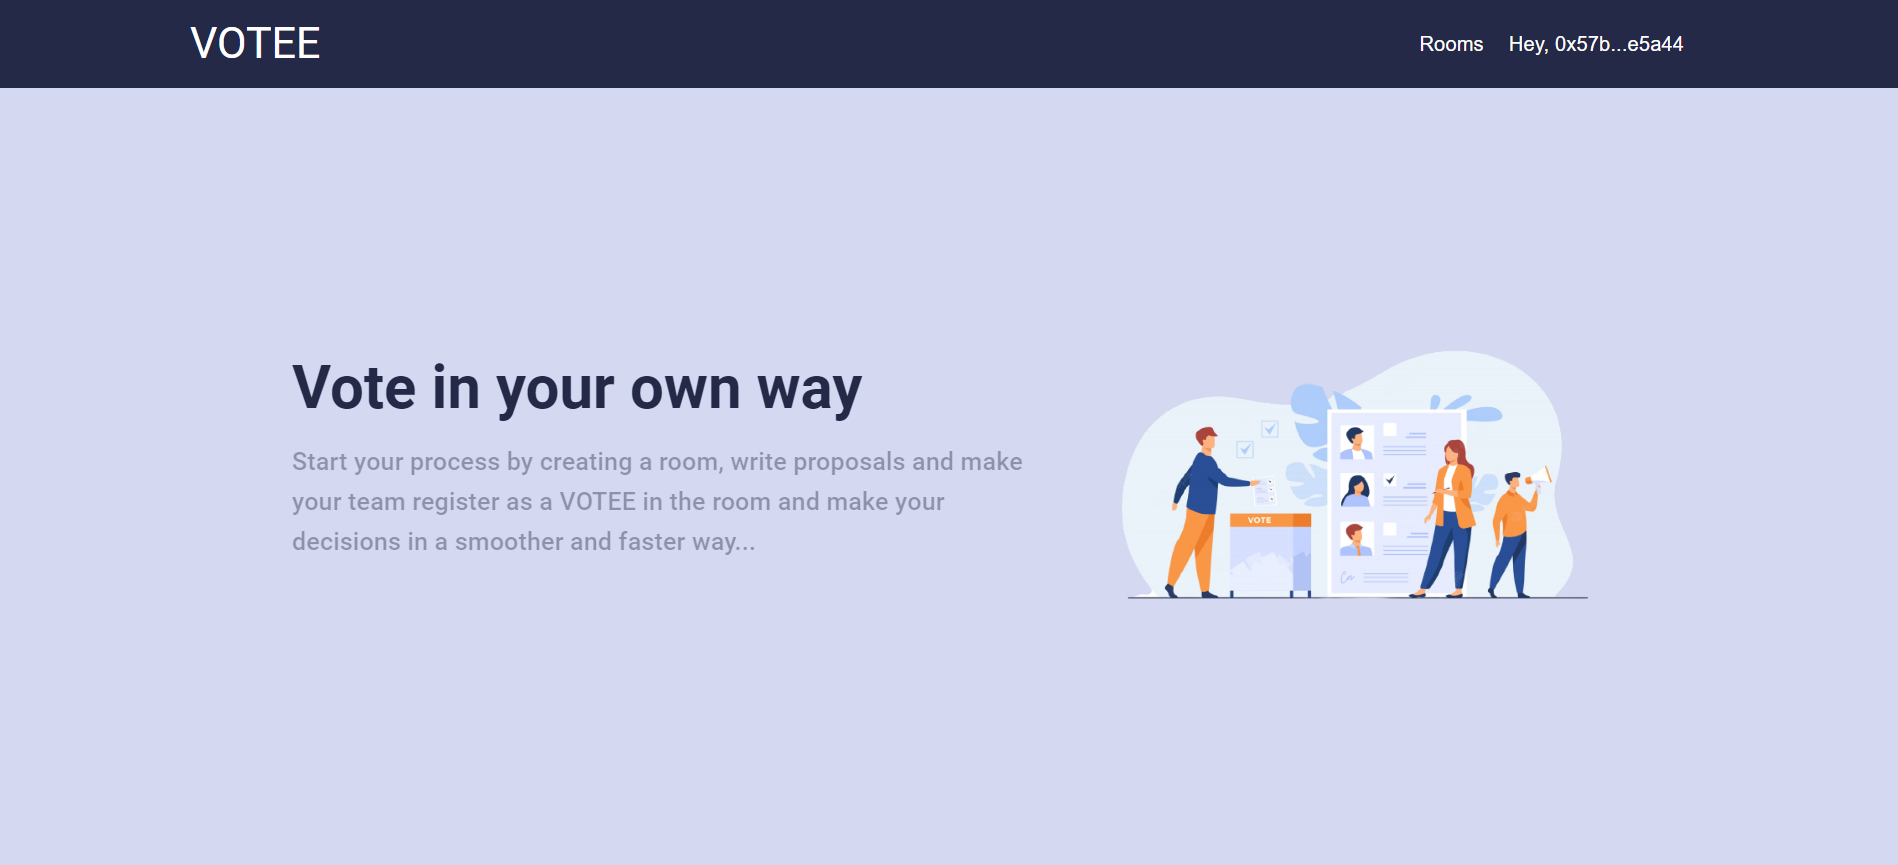 VOTEE
Rooms Hey, 0x57b...e5a44
Vote in your own way
Start your process by creating a room, write proposals and make
your team register as a VOTEE in the room and make your
decisions in a smoother and faster way...
VOTE